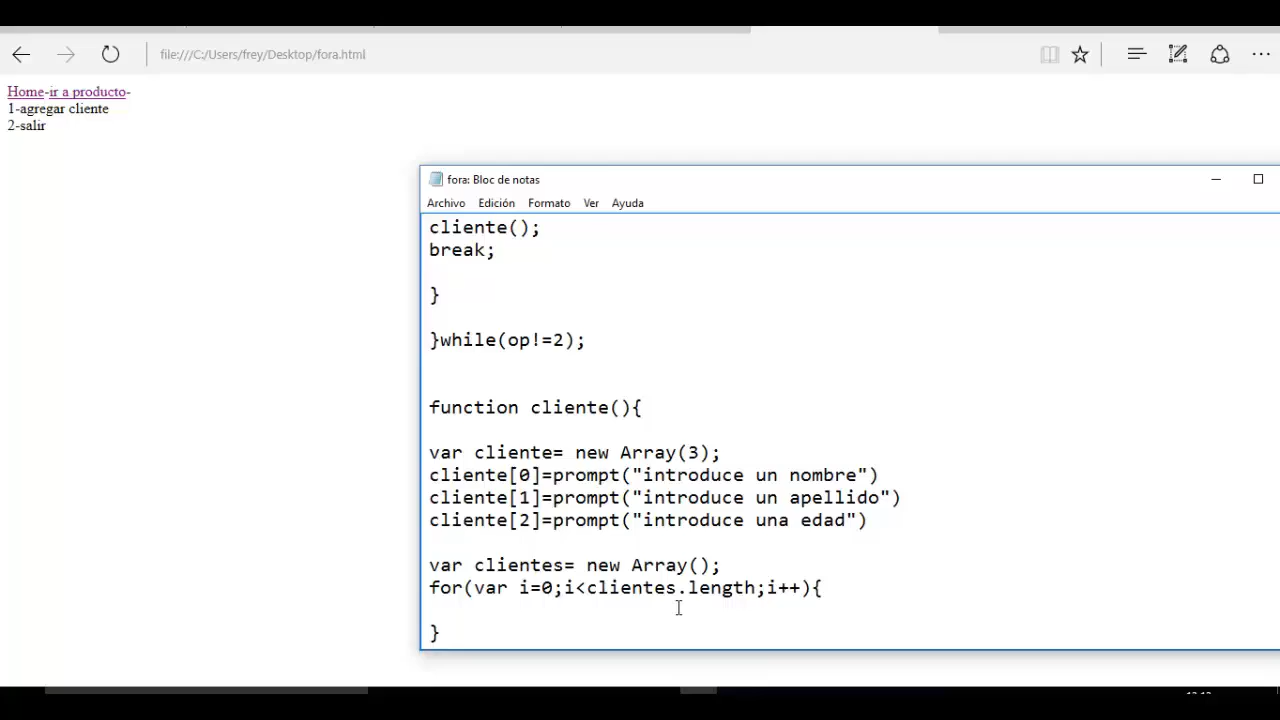 file:///C:/Users/frey/Desktop/fora.html
Home-ir a producto-
1-agregar cliente
2-salir
fora: Bloc de notas
Archivo Edición Formato Ver Ayuda
cliente();
break;
}
}while(op!=2);
function cliente(){
var cliente= new Array(3);
cliente[0]=prompt("introduce un nombre")
cliente[1]=prompt("introduce un apellido")
cliente[2]=prompt("introduce una edad")
var clientes= new Array();
for(var i=0;i<clientes.length;i++){
}